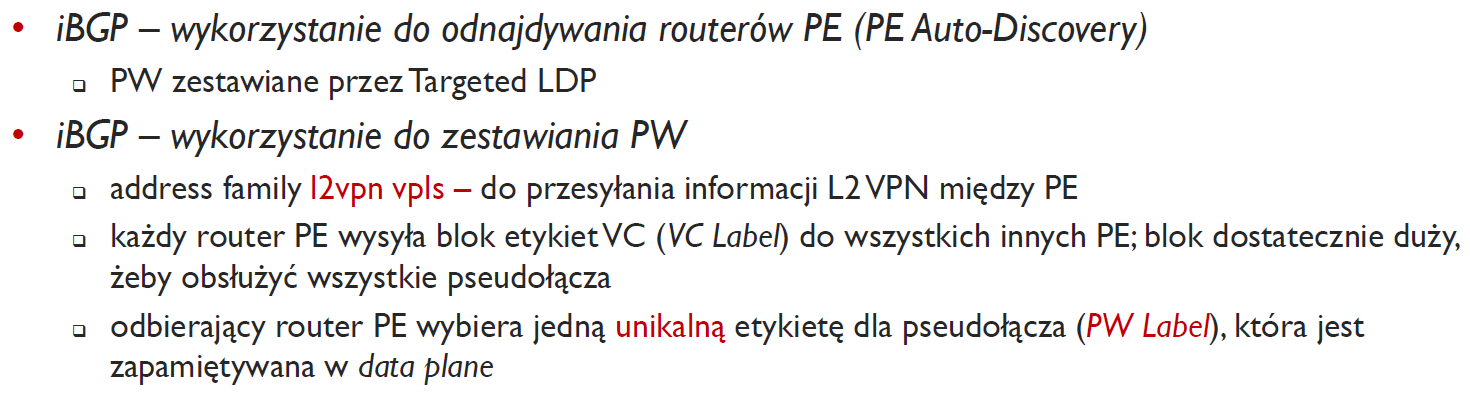 • iBGP – wykorzystanie do odnajdywania routerów PE (PE Auto-Discovery)
❑ PW zestawiane przez Targeted LDP
• iBGP – wykorzystanie do zestawiania PW
❑ address family l2vpn vpls – do przesyłania informacji L2 VPN między PE
❑ każdy router PE wysyła blok etykiet VC (VC Label) do wszystkich innych PE; blok dostatecznie duży,
żeby obsłużyć wszystkie pseudołącza
❑ odbierający router PE wybiera jedną unikalną etykietę dla pseudołącza (PW Label), która jest
zapamiętywana w data plane